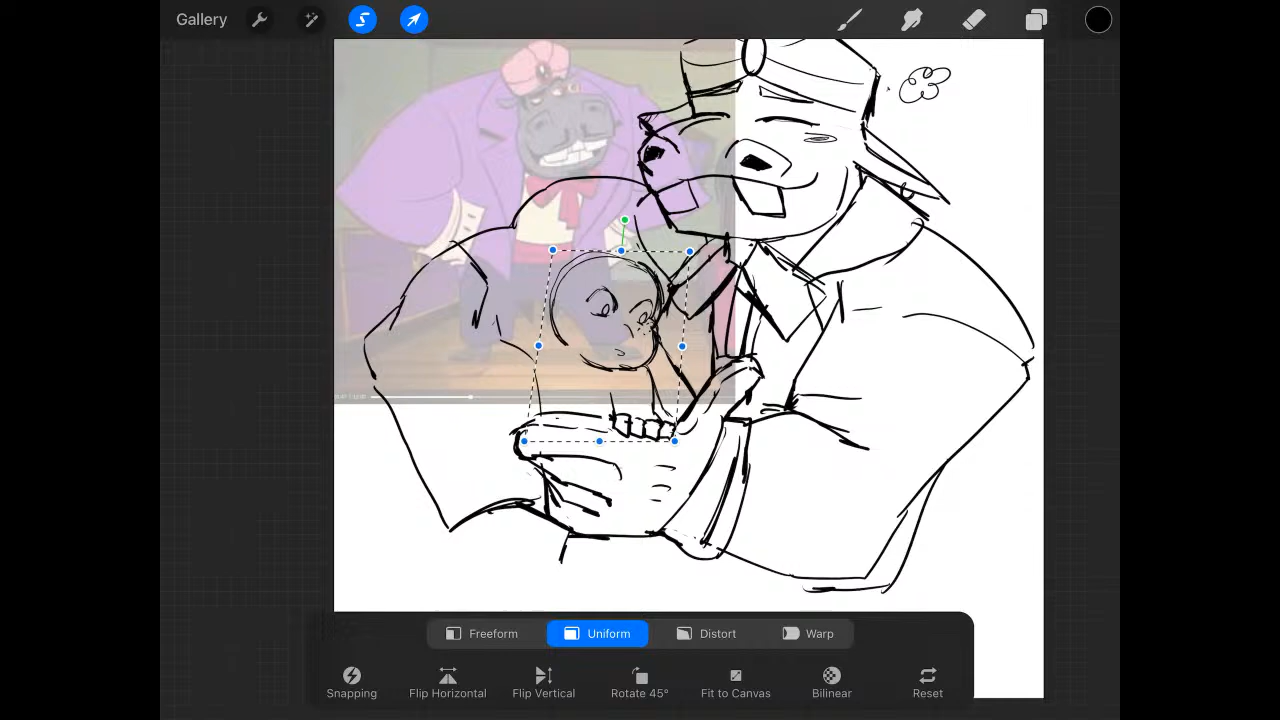 Gallery
Freeform Uniform Distort Warp
Snapping Flip Horizontal Flip Vertical Rotate 45° Fit to Canvas Bilinear Reset